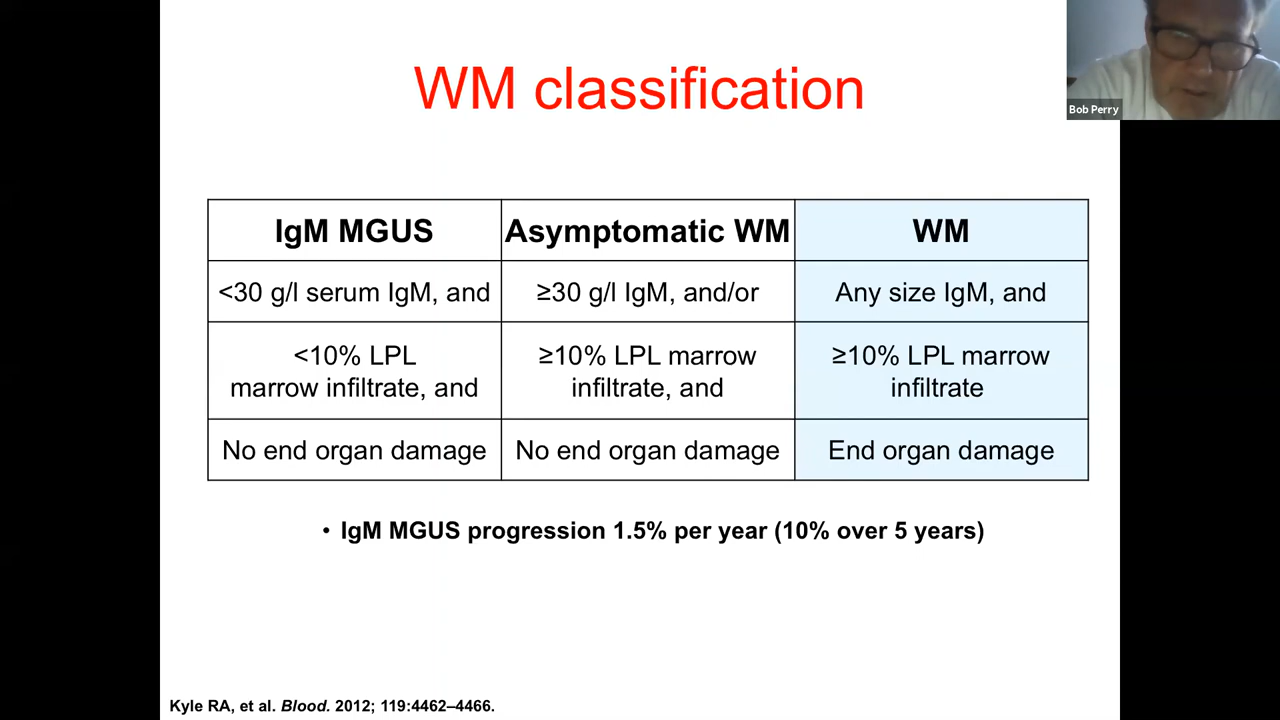 WM classification
Bob Perry
IgM MGUS
Asymptomatic WM
WM
<30 g/l serum IgM, and
≥30 g/l IgM, and/or
Any size IgM, and
<10% LPL
marrow infiltrate, and
≥10% LPL marrow
infiltrate, and
≥10% LPL marrow
infiltrate
No end organ damage
No end organ damage
End organ damage
• IgM MGUS progression 1.5% per year (10% over 5 years)
Kyle RA, et al. Blood. 2012; 119:4462–4466.